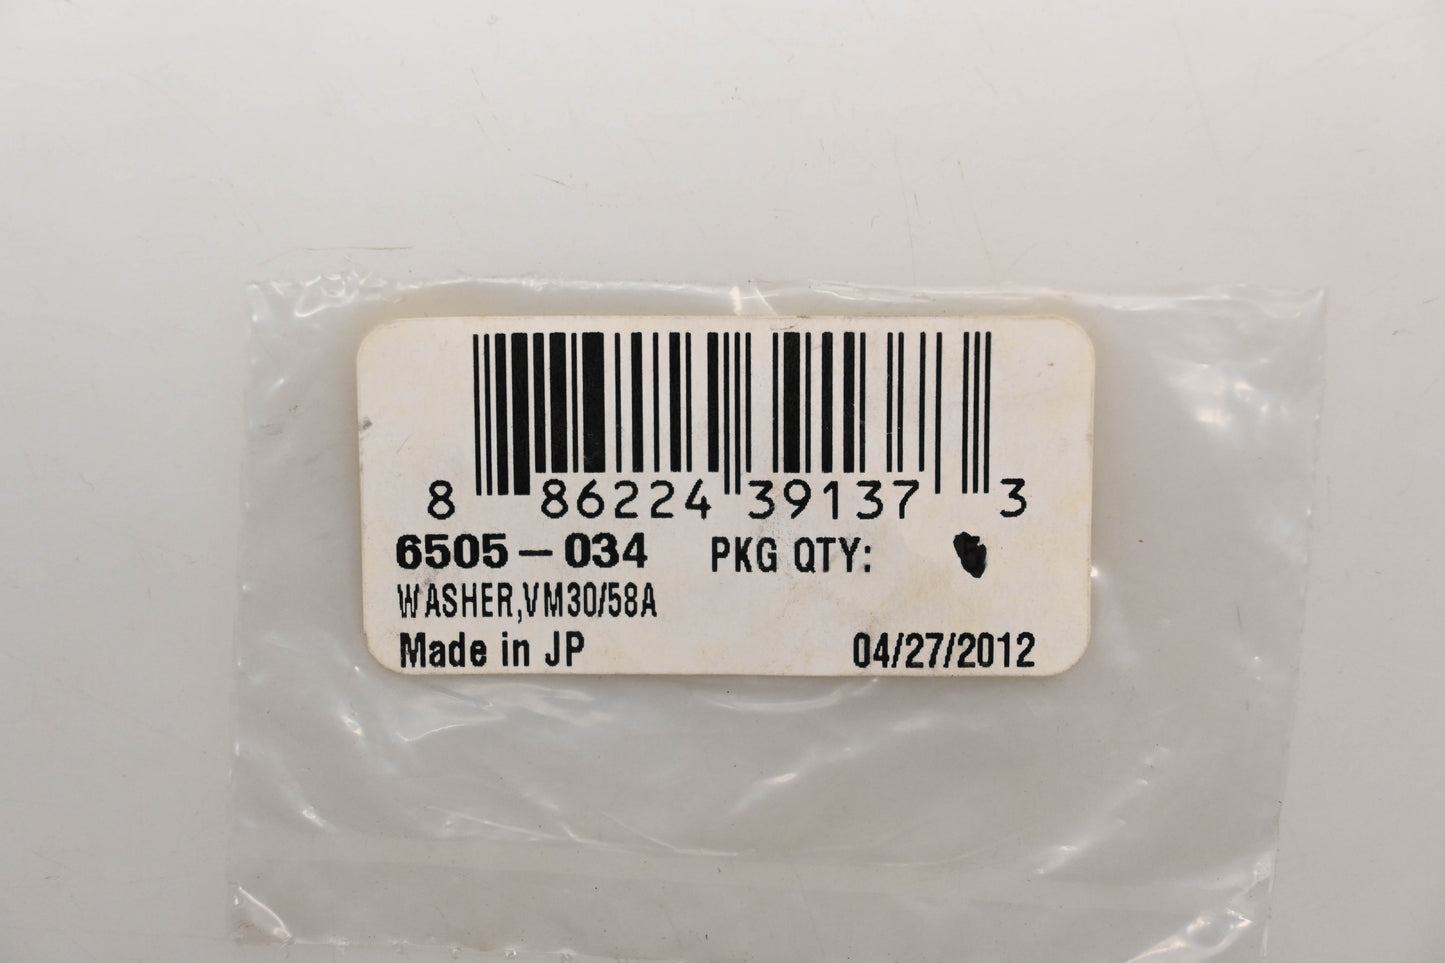 8 86224 39137 3
6505-034 PKG QTY:
WASHER,VM30/58A
Made in JP 04/27/2012